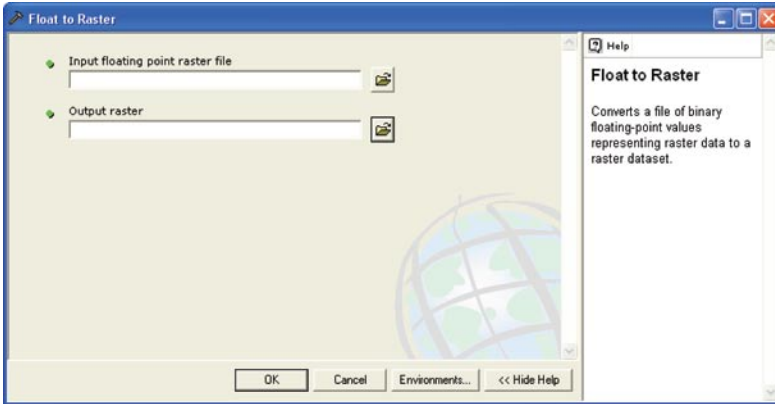 Float to Raster
Input floating point raster file
Output raster
OK
Cancel
Environments...
<< Hide Help
Help
Float to Raster
Converts a file of binary
floating-point values
representing raster data to a
raster dataset.